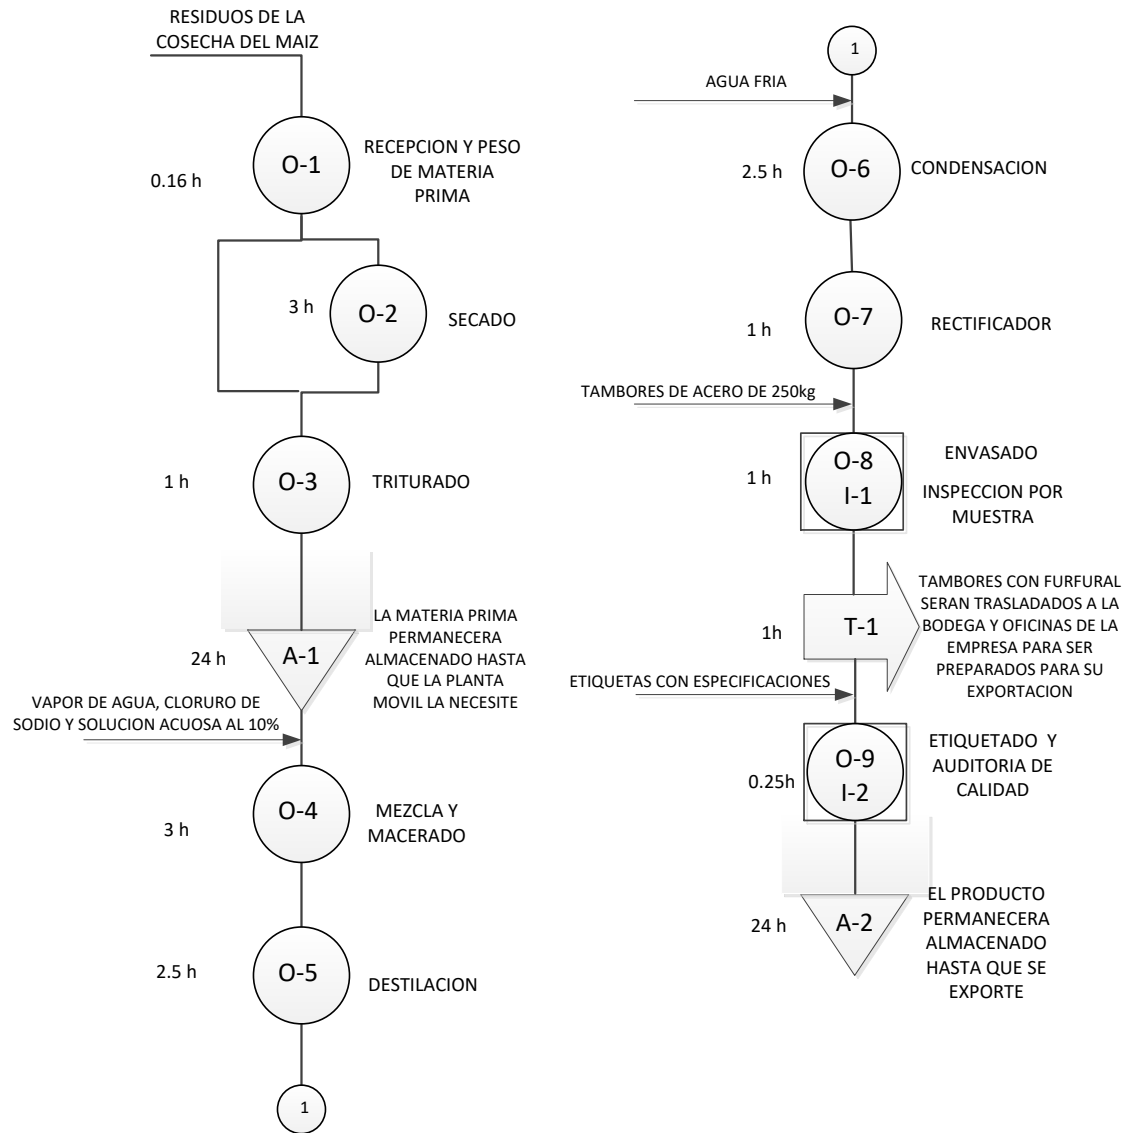 RESIDUOS DE LA
COSECHA DEL MAIZ
O-1
RECEPCION Y PESO
DE MATERIA
PRIMA
0.16 h
3 h
O-2
SECADO
1 h
O-3
TRITURADO
24 h
A-1
LA MATERIA PRIMA
PERMANECERA
ALMACENADO HASTA
QUE LA PLANTA
MOVIL LA NECESITE
VAPOR DE AGUA, CLORURO DE
SODIO Y SOLUCION ACUOSA AL 10%
O-4
3 h
MEZCLA Y
MACERADO
2.5 h
O-5
DESTILACION
1
1
AGUA FRIA
2.5 h
O-6
CONDENSACION
O-7
1 h
RECTIFICADOR
TAMBORES DE ACERO DE 250kg
1 h
O-8
I-1
ENVASADO
INSPECCION POR
MUESTRA
1h
T-1
TAMBORES CON FURFURAL
SERAN TRASLADADOS A LA
BODEGA Y OFICINAS DE LA
EMPRESA PARA SER
PREPARADOS PARA SU
EXPORTACION
ETIQUETAS CON ESPECIFICACIONES
0.25h
O-9
I-2
ETIQUETADO Y
AUDITORIA DE
CALIDAD
24 h
A-2
EL PRODUCTO
PERMANECERA
ALMACENADO
HASTA QUE SE
EXPORTE